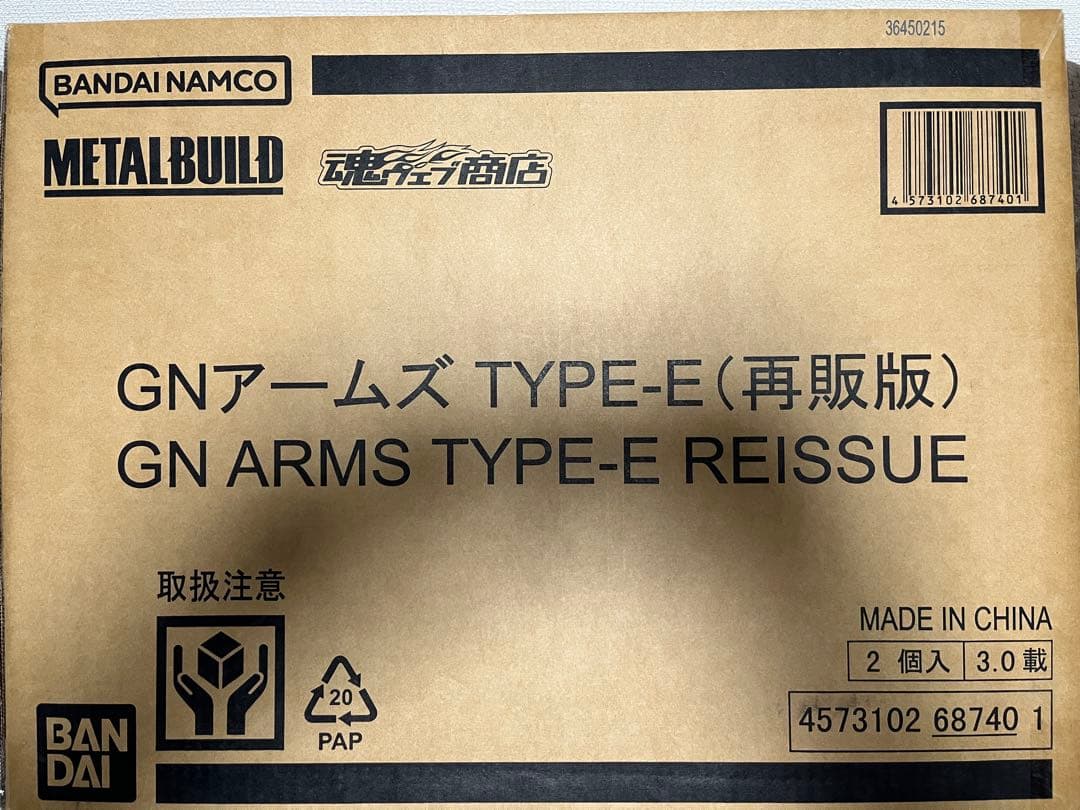 36450215
BANDAI NAMCO
METAL BUILD
魂ウェブ商店
4 573102 687401
GNアームズ TYPE-E(再販版)
GN ARMS TYPE-E REISSUE
取扱注意
MADE IN CHINA
2 個入 3.0 載
4573102 68740 1
20
PAP
BAN
DAI